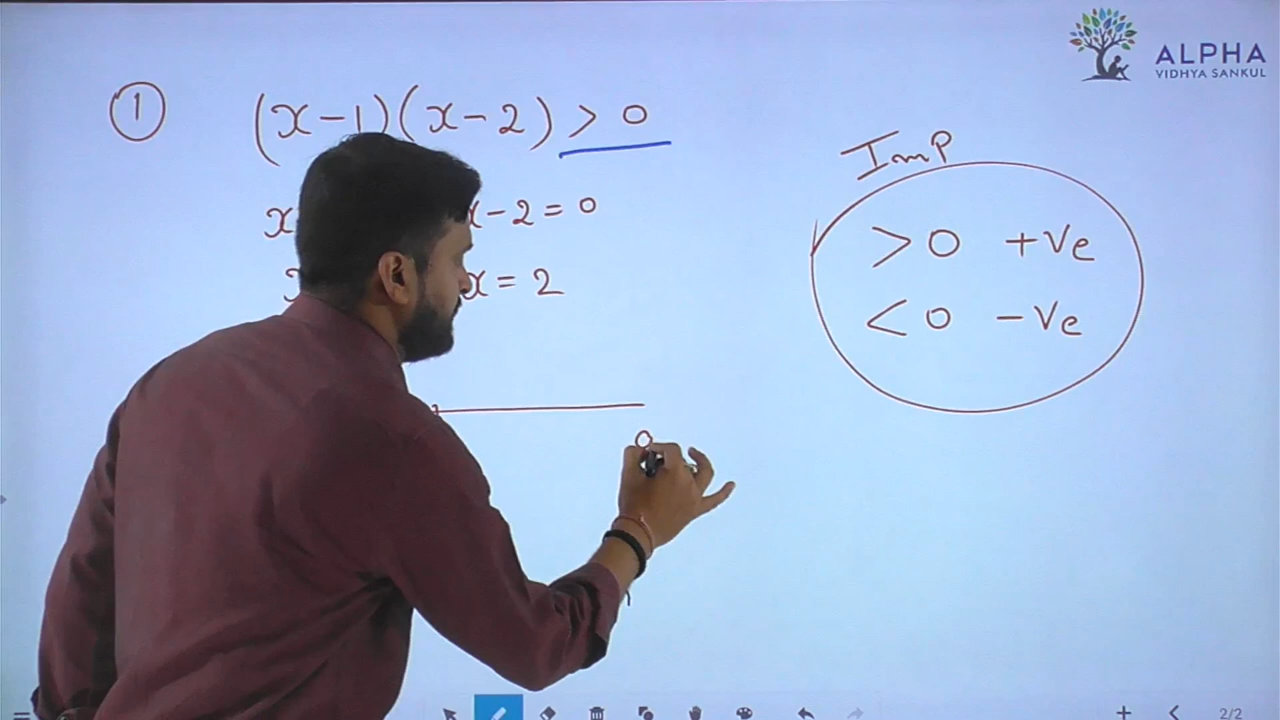 ALPHA
VIDHYA SANKUL
① (x-1)(x-2) > 0
x-2 = 0
x = 2
Imp
> 0 +ve
< 0 -ve
2/2